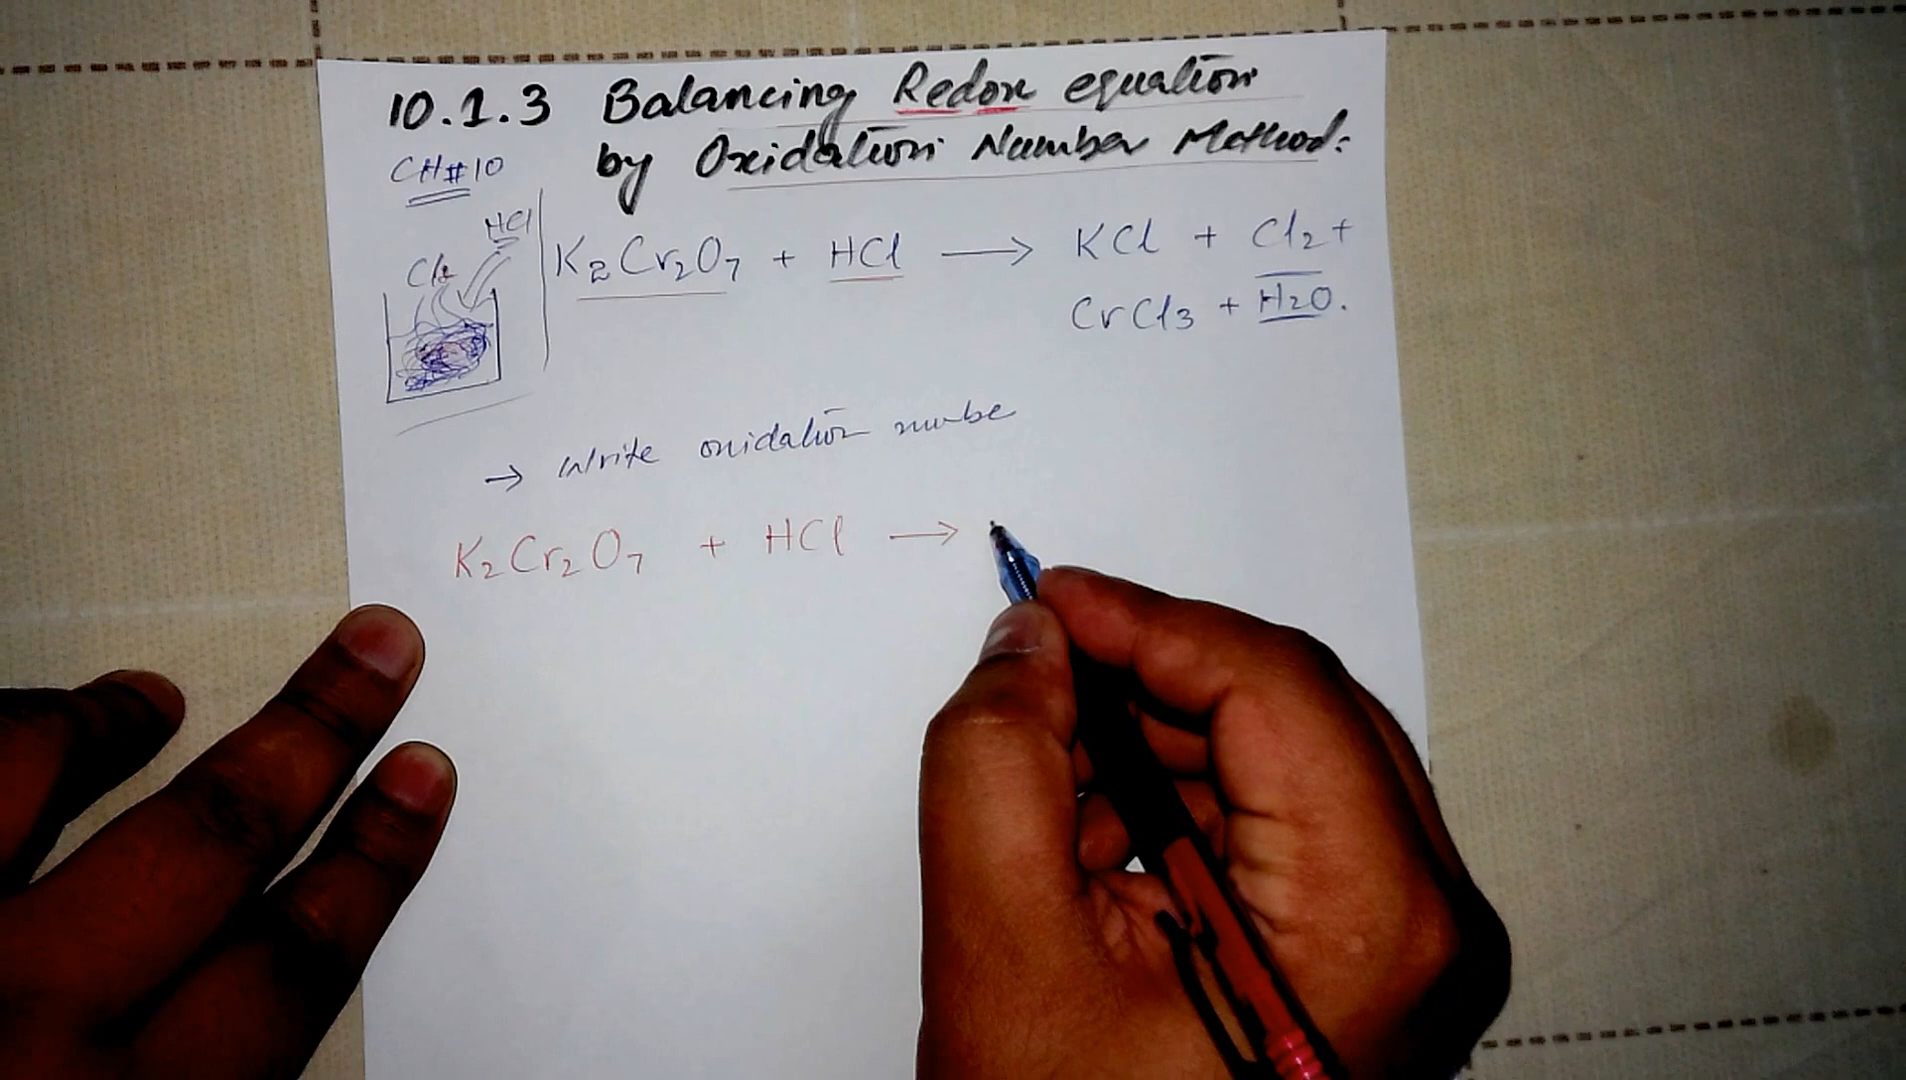 10.1.3 Balancing Redox equation
by Oxidation Number Method:
CH#10
HCl
Cl2
K2Cr2O7 + HCl → KCl + Cl2 +
CrCl3 + H2O.
→ Write oxidation numbe
K2Cr2O7 + HCl →